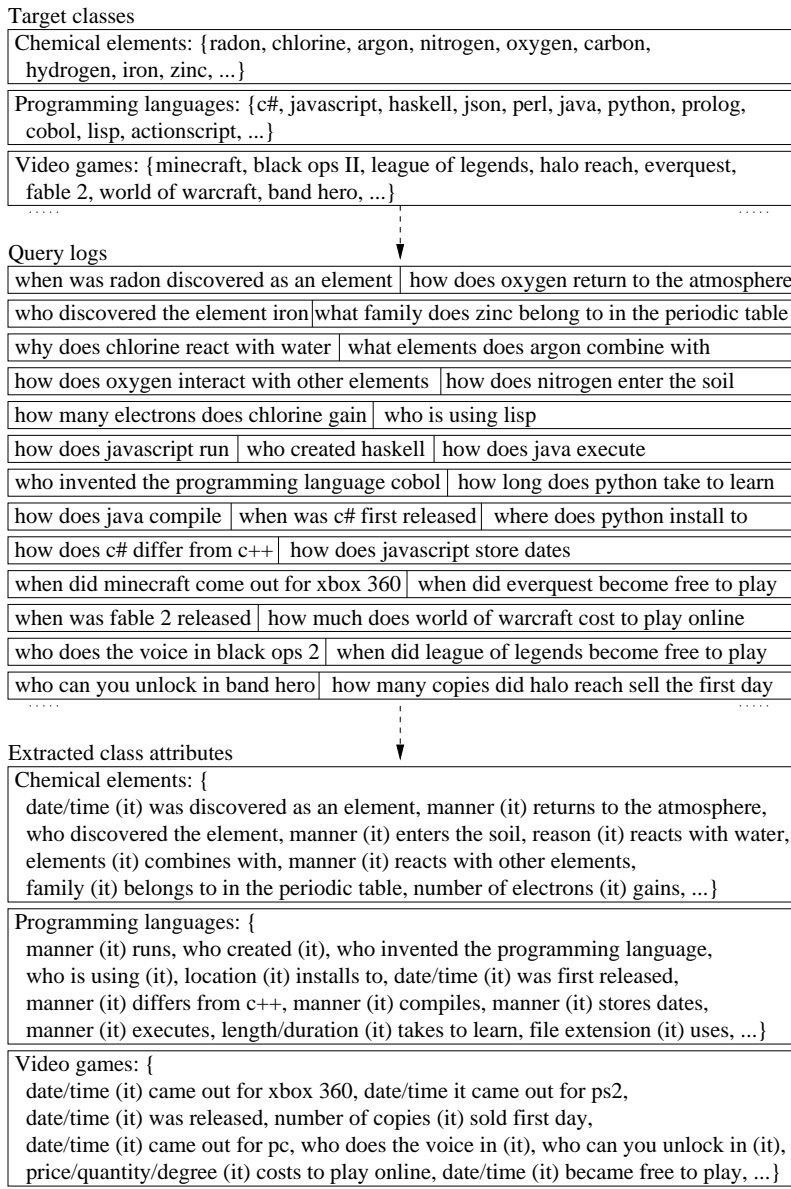 Target classes
Chemical elements: {radon, chlorine, argon, nitrogen, oxygen, carbon,
hydrogen, iron, zinc, ...}
Programming languages: {c#, javascript, haskell, json, perl, java, python, prolog,
cobol, lisp, actionscript, ...}
Video games: {minecraft, black ops II, league of legends, halo reach, everquest,
fable 2, world of warcraft, band hero, ...}
..... .....
Query logs
when was radon discovered as an element how does oxygen return to the atmosphere
who discovered the element iron what family does zinc belong to in the periodic table
why does chlorine react with water what elements does argon combine with
how does oxygen interact with other elements how does nitrogen enter the soil
how many electrons does chlorine gain who is using lisp
how does javascript run who created haskell how does java execute
who invented the programming language cobol how long does python take to learn
how does java compile when was c# first released where does python install to
how does c# differ from c++ how does javascript store dates
when did minecraft come out for xbox 360 when did everquest become free to play
when was fable 2 released how much does world of warcraft cost to play online
who does the voice in black ops 2 when did league of legends become free to play
who can you unlock in band hero how many copies did halo reach sell the first day
..... .....
Extracted class attributes
Chemical elements: {
date/time (it) was discovered as an element, manner (it) returns to the atmosphere,
who discovered the element, manner (it) enters the soil, reason (it) reacts with water,
elements (it) combines with, manner (it) reacts with other elements,
family (it) belongs to in the periodic table, number of electrons (it) gains, ...}
Programming languages: {
manner (it) runs, who created (it), who invented the programming language,
who is using (it), location (it) installs to, date/time (it) was first released,
manner (it) differs from c++, manner (it) compiles, manner (it) stores dates,
manner (it) executes, length/duration (it) takes to learn, file extension (it) uses, ...}
Video games: {
date/time (it) came out for xbox 360, date/time it came out for ps2,
date/time (it) was released, number of copies (it) sold first day,
date/time (it) came out for pc, who does the voice in (it), who can you unlock in (it),
price/quantity/degree (it) costs to play online, date/time (it) became free to play, ...}